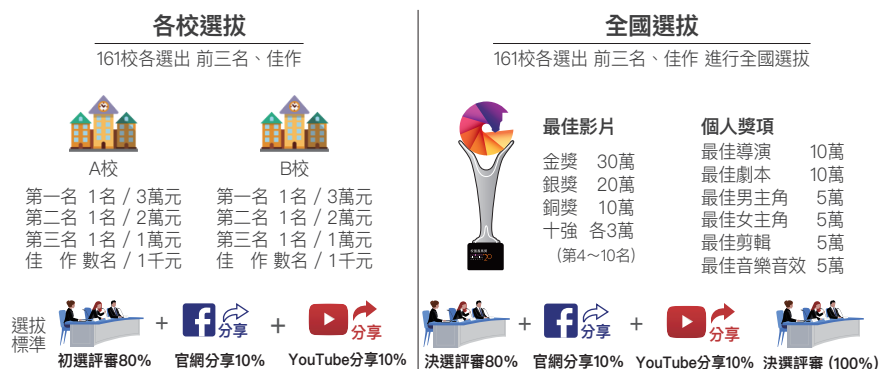 各校選拔
161校各選出 前三名、佳作
A校
第一名 1名 / 3萬元
第二名 1名 / 2萬元
第三名 1名 / 1萬元
佳 作 數名 / 1千元
B校
第一名 1名 / 3萬元
第二名 1名 / 2萬元
第三名 1名 / 1萬元
佳 作 數名 / 1千元
選拔
標準
初選評審80%
+
分享
官網分享10%
+
分享
YouTube分享10%
全國選拔
161校各選出 前三名、佳作 進行全國選拔
最佳影片
金獎 30萬
銀獎 20萬
銅獎 10萬
十強 各3萬
(第4~10名)
個人獎項
最佳導演 10萬
最佳劇本 10萬
最佳男主角 5萬
最佳女主角 5萬
最佳剪輯 5萬
最佳音樂音效 5萬
決選評審80%
+
分享
官網分享10%
+
分享
YouTube分享10%
決選評審 (100%)